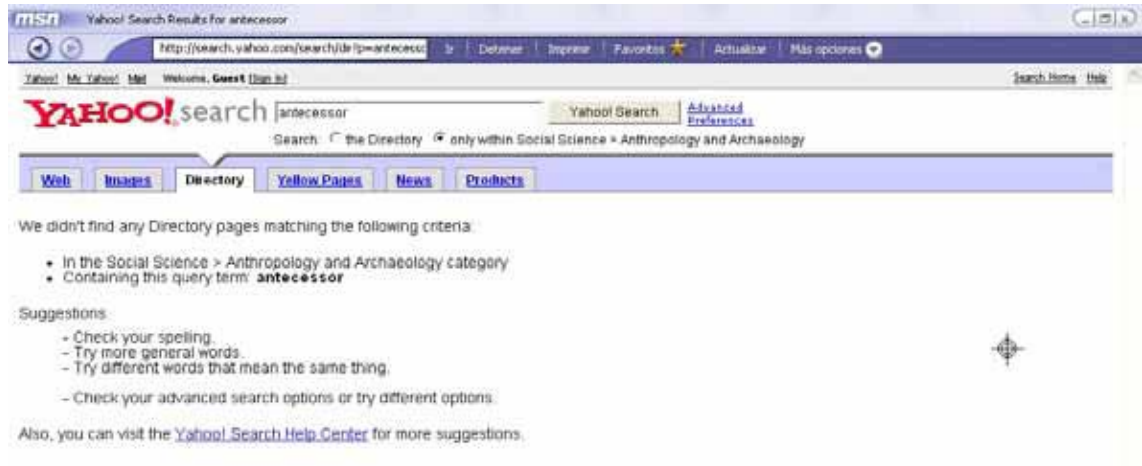 msn Yahoo! Search Results for antecessor
http://search.yahoo.com/search/dir?p=antecess Ir Detener Imprimir Favoritos Actualizar Más opciones
Yahoo! My Yahoo! Mail Welcome, Guest [Sign In] Search Home Help
YAHOO! search antecessor Yahoo! Search Advanced
Preferences
Search: the Directory only within Social Science > Anthropology and Archaeology
Web Images Directory Yellow Pages News Products
We didn't find any Directory pages matching the following criteria:
• In the Social Science > Anthropology and Archaeology category
• Containing this query term: antecessor
Suggestions:
- Check your spelling.
- Try more general words.
- Try different words that mean the same thing.
- Check your advanced search options or try different options.
Also, you can visit the Yahoo! Search Help Center for more suggestions.